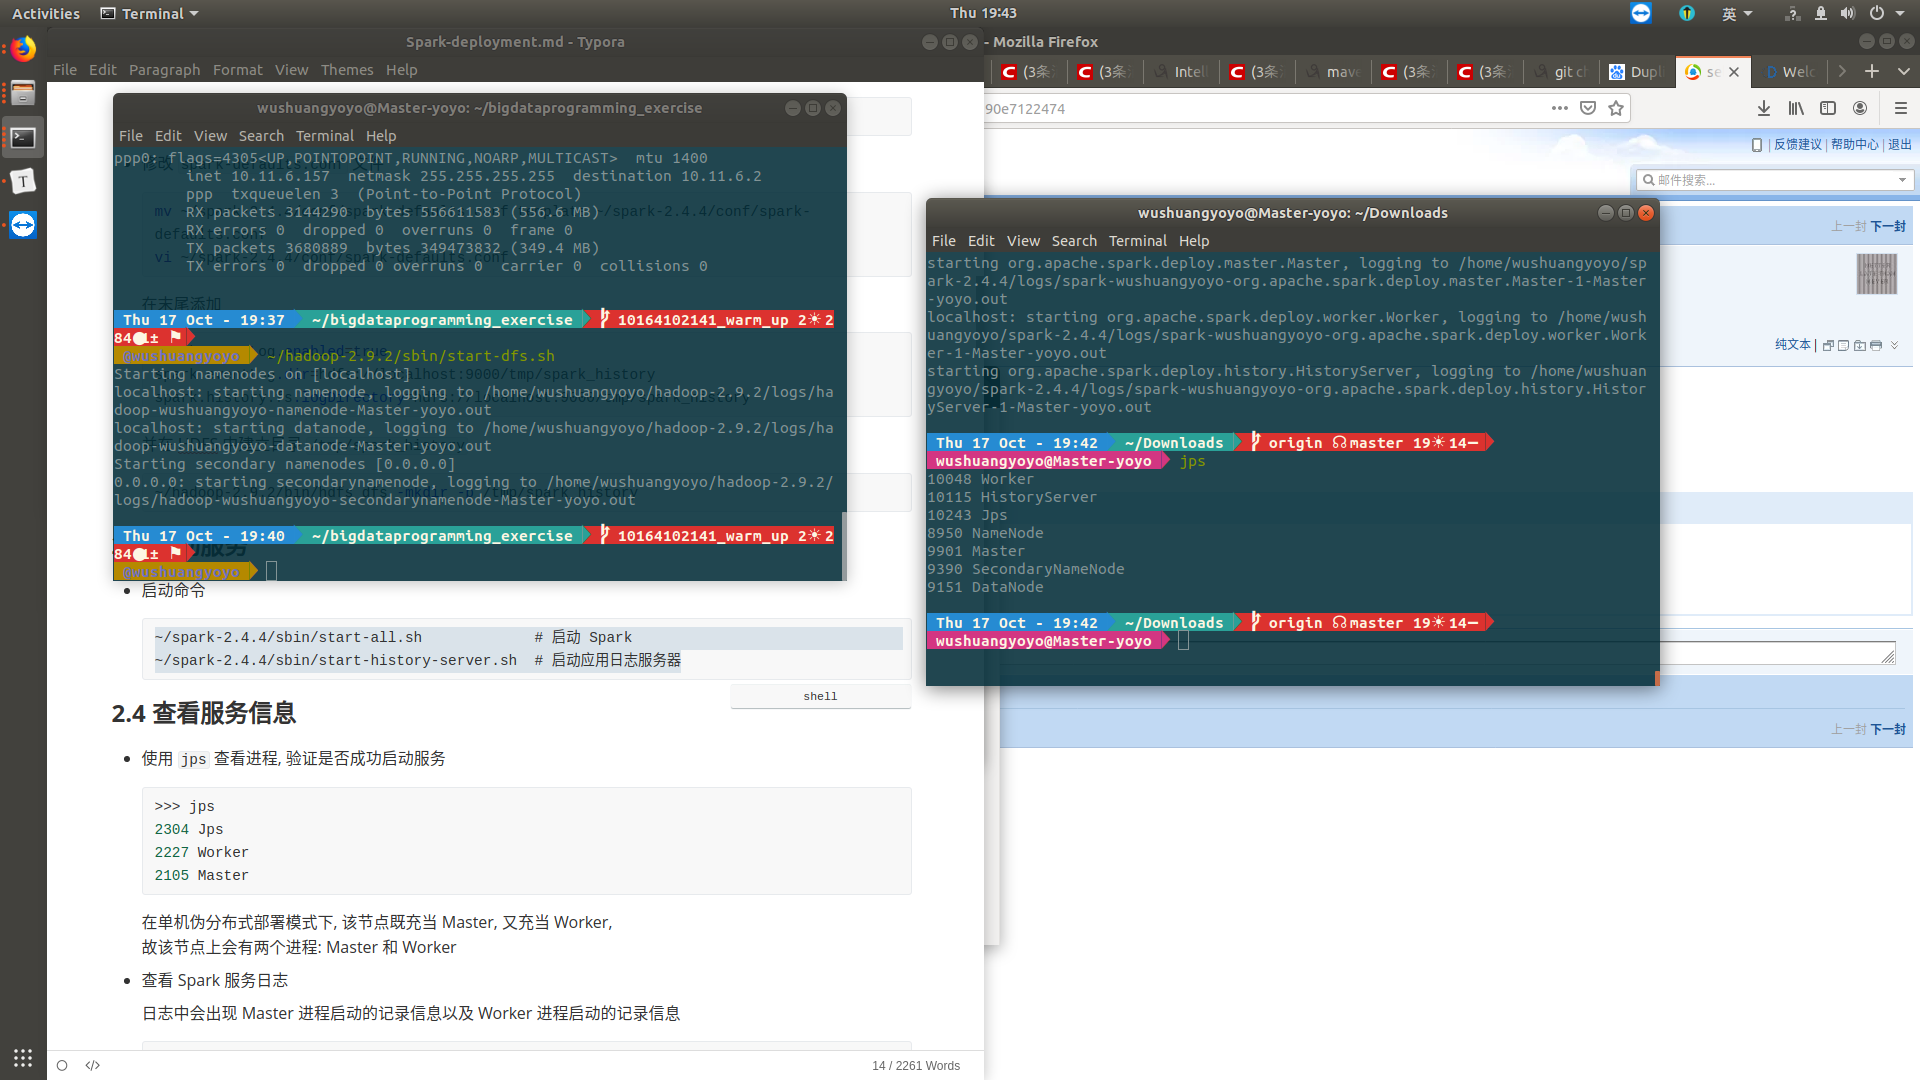 Activities Terminal Thu 19:43 英
Spark-deployment.md - Typora
File Edit Paragraph Format View Themes Help
wushuangyoyo@Master-yoyo: ~/bigdataprogramming_exercise
File Edit View Search Terminal Help
ppp0: flags=4305<UP,POINTOPOINT,RUNNING,NOARP,MULTICAST> mtu 1400
inet 10.11.6.157 netmask 255.255.255.255 destination 10.11.6.2
ppp txqueuelen 3 (Point-to-Point Protocol)
RX packets 3144290 bytes 556611583 (556.6 MB)
RX errors 0 dropped 0 overruns 0 frame 0
TX packets 3680889 bytes 349473832 (349.4 MB)
TX errors 0 dropped 0 overruns 0 carrier 0 collisions 0
在末尾添加
Thu 17 Oct - 19:37 ~/bigdataprogramming_exercise 10164102141_warm_up 2☀2
84●1± ⚑
@wushuangyoyo ~/hadoop-2.9.2/sbin/start-dfs.sh
Starting namenodes on [localhost]
localhost: starting namenode, logging to /home/wushuangyoyo/hadoop-2.9.2/logs/ha
doop-wushuangyoyo-namenode-Master-yoyo.out
localhost: starting datanode, logging to /home/wushuangyoyo/hadoop-2.9.2/logs/ha
doop-wushuangyoyo-datanode-Master-yoyo.out
Starting secondary namenodes [0.0.0.0]
0.0.0.0: starting secondarynamenode, logging to /home/wushuangyoyo/hadoop-2.9.2/
logs/hadoop-wushuangyoyo-secondarynamenode-Master-yoyo.out
Thu 17 Oct - 19:40 ~/bigdataprogramming_exercise 10164102141_warm_up 2☀2
84●1± ⚑
@wushuangyoyo
启动命令
~/spark-2.4.4/sbin/start-all.sh # 启动 Spark
~/spark-2.4.4/sbin/start-history-server.sh # 启动应用日志服务器
shell
2.4 查看服务信息
使用 jps 查看进程, 验证是否成功启动服务
>>> jps
2304 Jps
2227 Worker
2105 Master
在单机伪分布式部署模式下, 该节点既充当 Master, 又充当 Worker,
故该节点上会有两个进程: Master 和 Worker
查看 Spark 服务日志
日志中会出现 Master 进程启动的记录信息以及 Worker 进程启动的记录信息
14 / 2261 Words
- Mozilla Firefox
(3条 (3条 Intel (3条 mave (3条 (3条 git ch Dupl se Welc
90e7122474
反馈建议 | 帮助中心 | 退出
邮件搜索...
上一封 下一封
纯文本 |
wushuangyoyo@Master-yoyo: ~/Downloads
File Edit View Search Terminal Help
starting org.apache.spark.deploy.master.Master, logging to /home/wushuangyoyo/sp
ark-2.4.4/logs/spark-wushuangyoyo-org.apache.spark.deploy.master.Master-1-Master
-yoyo.out
localhost: starting org.apache.spark.deploy.worker.Worker, logging to /home/wush
uangyoyo/spark-2.4.4/logs/spark-wushuangyoyo-org.apache.spark.deploy.worker.Work
er-1-Master-yoyo.out
starting org.apache.spark.deploy.history.HistoryServer, logging to /home/wushuan
gyoyo/spark-2.4.4/logs/spark-wushuangyoyo-org.apache.spark.deploy.history.Histor
yServer-1-Master-yoyo.out
Thu 17 Oct - 19:42 ~/Downloads origin ☊master 19☀14−
wushuangyoyo@Master-yoyo jps
10048 Worker
10115 HistoryServer
10243 Jps
8950 NameNode
9901 Master
9390 SecondaryNameNode
9151 DataNode
Thu 17 Oct - 19:42 ~/Downloads origin ☊master 19☀14−
wushuangyoyo@Master-yoyo
上一封 下一封